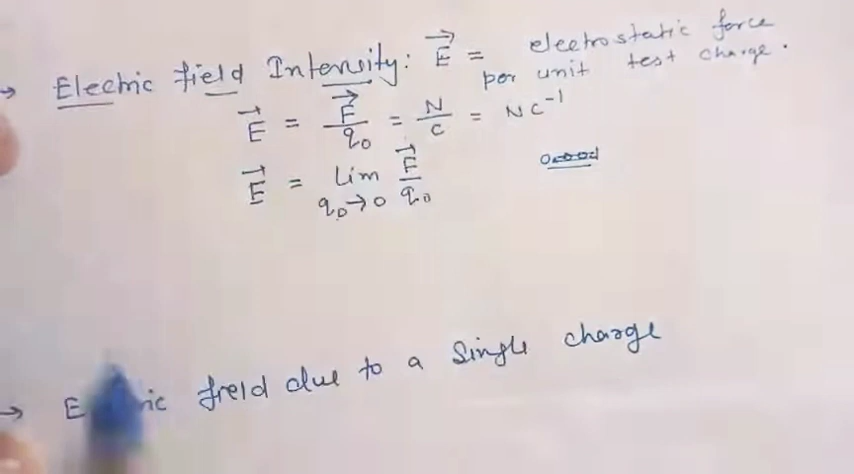 → Electric field Intensity: E⃗ = electrostatic force
per unit test charge.
E⃗ = F⃗/q₀ = N/C = NC⁻¹
E⃗ = Lim q₀→0 F⃗/q₀
→ field due to a Single charge